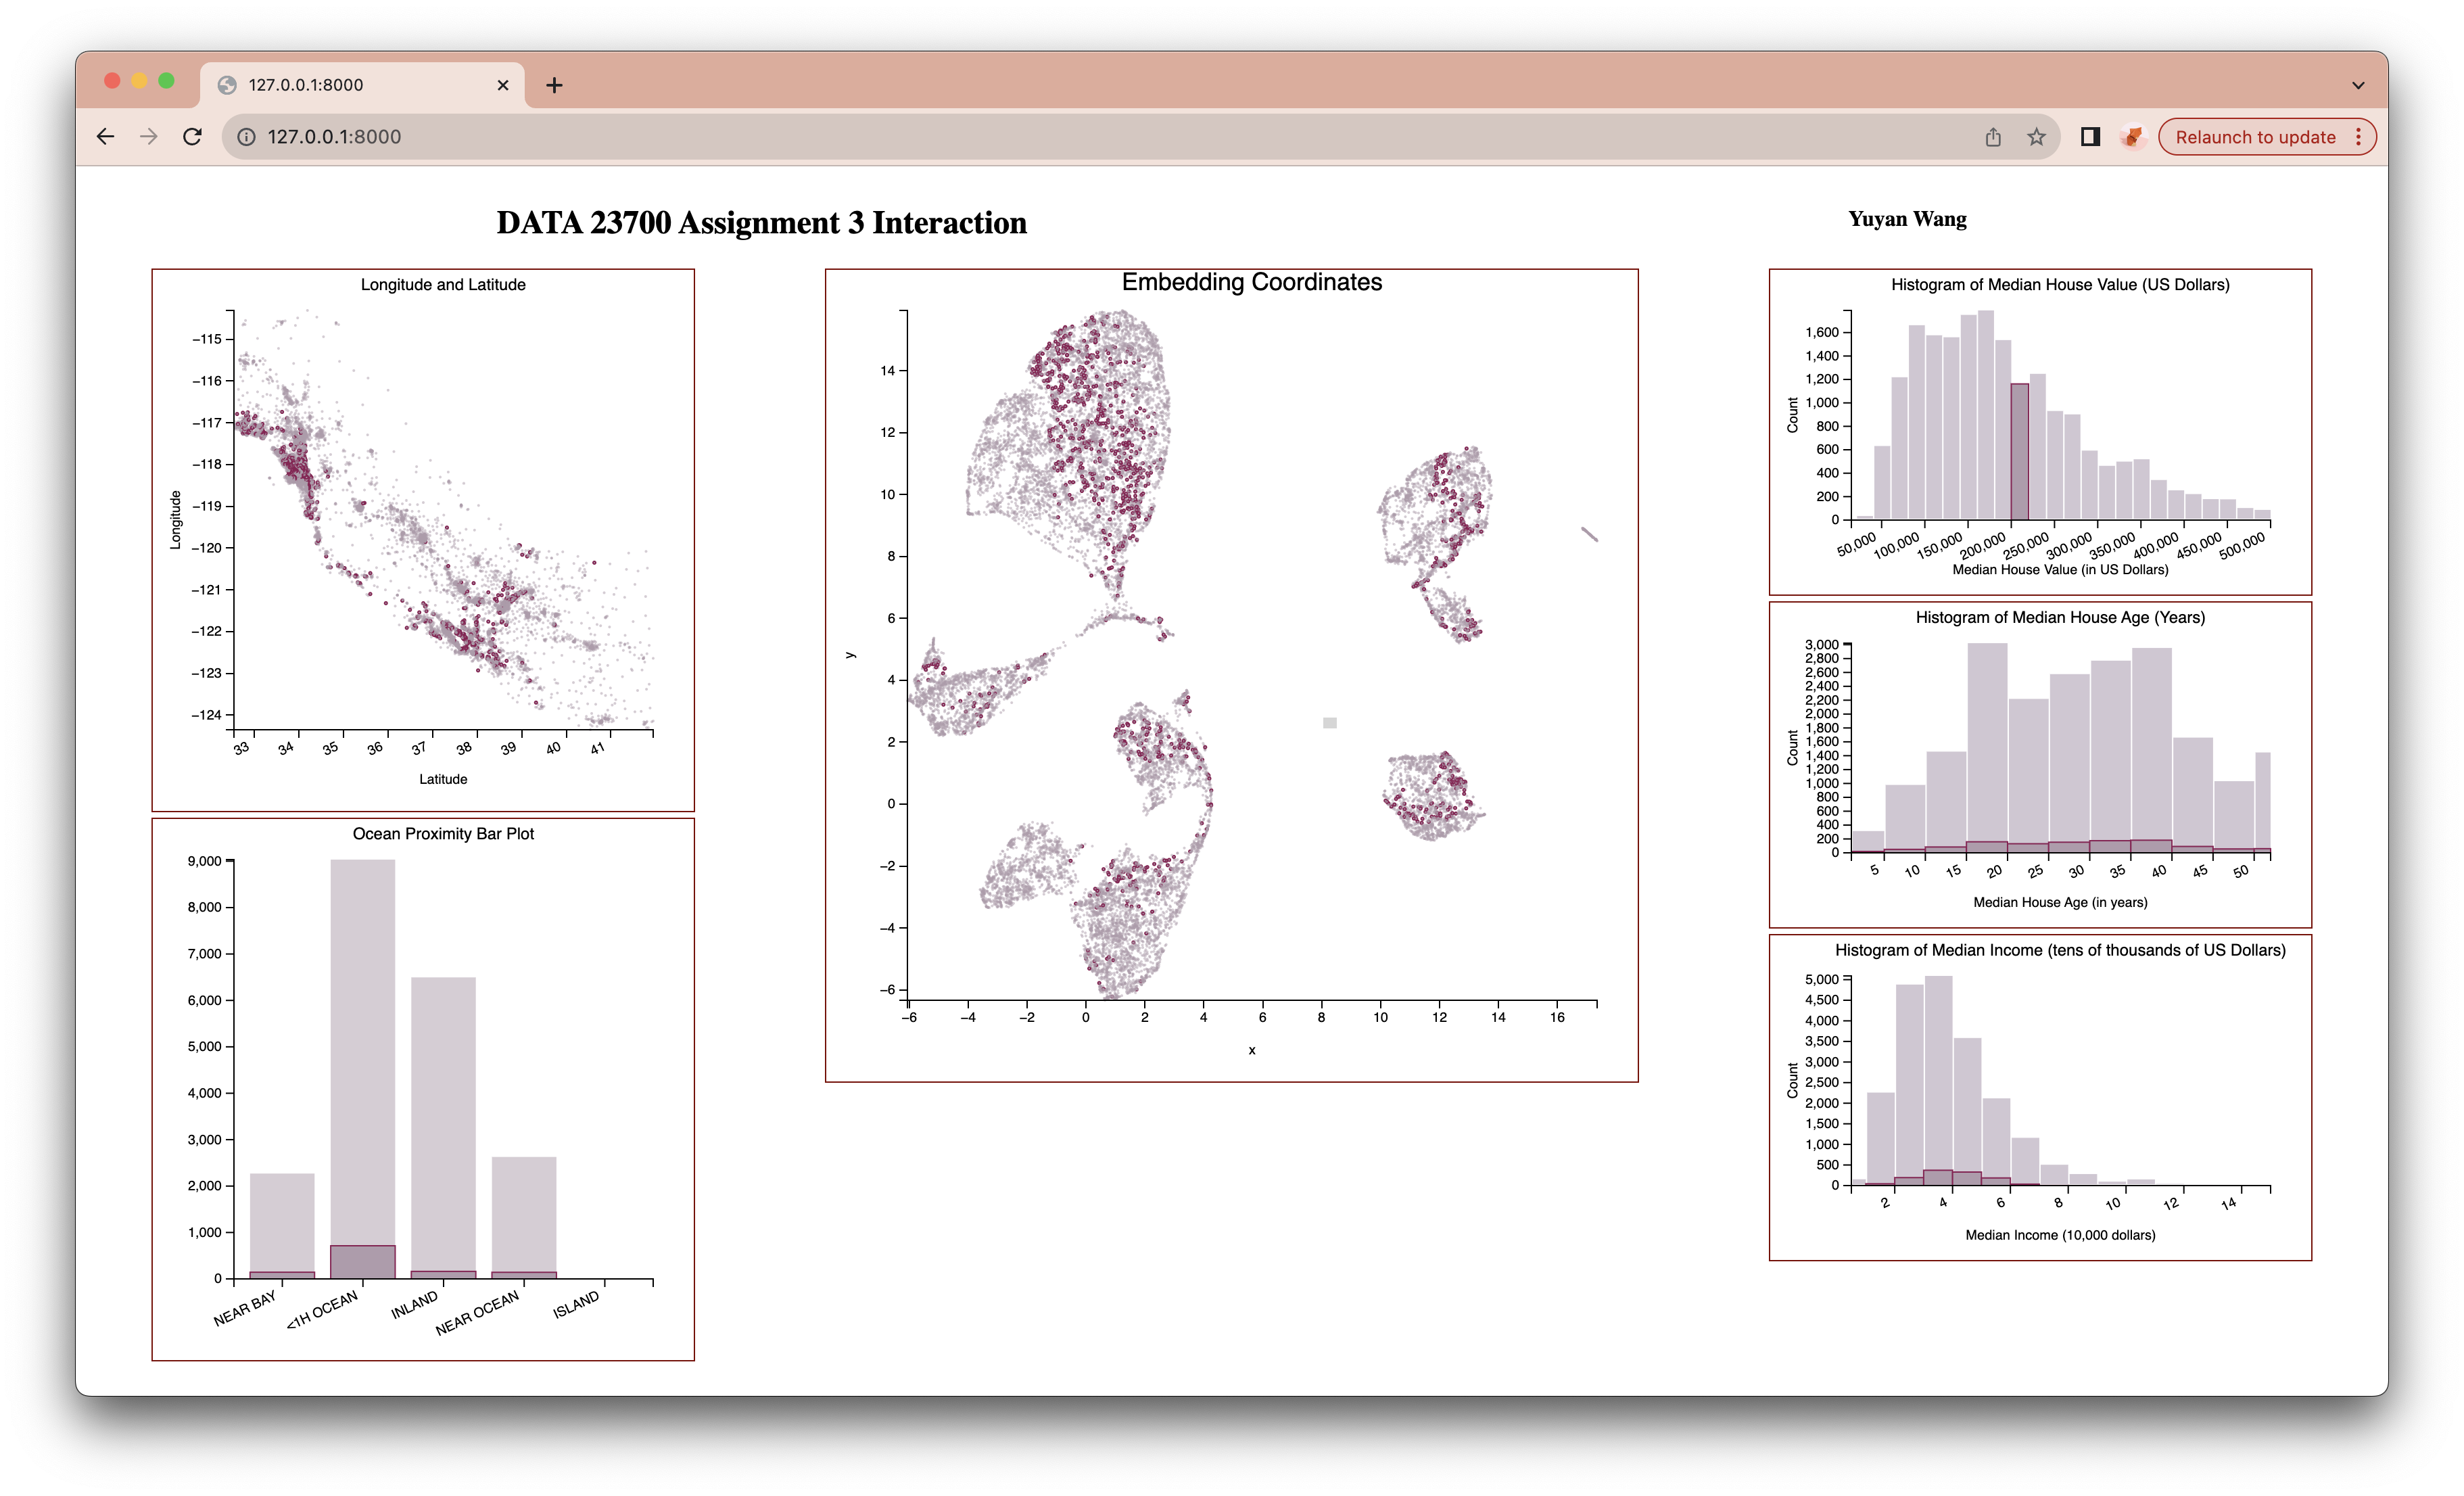 127.0.0.1:8000
127.0.0.1:8000
Relaunch to update
DATA 23700 Assignment 3 Interaction
Yuyan Wang
Longitude and Latitude
−115
−116
−117
−118
−119
−120
−121
−122
−123
−124
Longitude
33 34 35 36 37 38 39 40 41
Latitude
Ocean Proximity Bar Plot
9,000
8,000
7,000
6,000
5,000
4,000
3,000
2,000
1,000
0
NEAR BAY <1H OCEAN INLAND NEAR OCEAN ISLAND
Embedding Coordinates
14
12
10
8
6
4
2
0
−2
−4
−6
y
−6 −4 −2 0 2 4 6 8 10 12 14 16
x
Histogram of Median House Value (US Dollars)
1,600
1,400
1,200
1,000
800
600
400
200
0
Count
50,000 100,000 150,000 200,000 250,000 300,000 350,000 400,000 450,000 500,000
Median House Value (in US Dollars)
Histogram of Median House Age (Years)
3,000
2,800
2,600
2,400
2,200
2,000
1,800
1,600
1,400
1,200
1,000
800
600
400
200
0
Count
5 10 15 20 25 30 35 40 45 50
Median House Age (in years)
Histogram of Median Income (tens of thousands of US Dollars)
5,000
4,500
4,000
3,500
3,000
2,500
2,000
1,500
1,000
500
0
Count
2 4 6 8 10 12 14
Median Income (10,000 dollars)